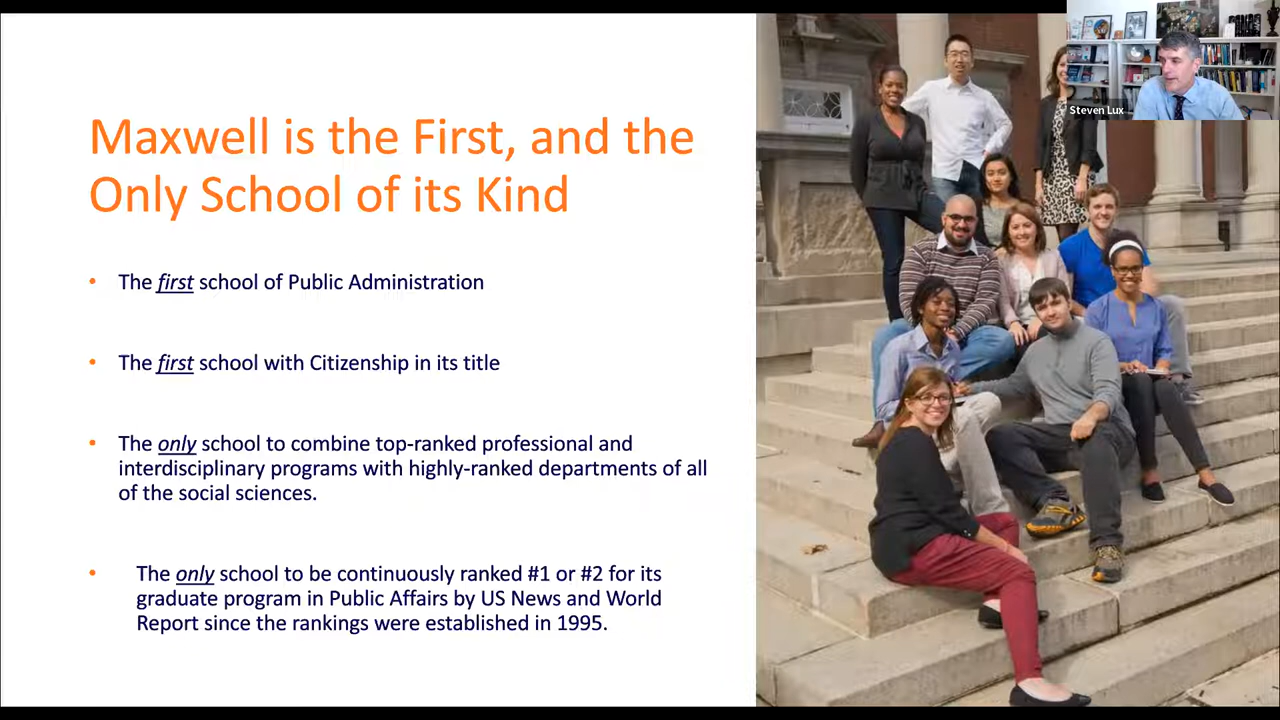 Maxwell is the First, and the
Only School of its Kind
• The first school of Public Administration
• The first school with Citizenship in its title
• The only school to combine top-ranked professional and
interdisciplinary programs with highly-ranked departments of all
of the social sciences.
• The only school to be continuously ranked #1 or #2 for its
graduate program in Public Affairs by US News and World
Report since the rankings were established in 1995.
Steven Lux